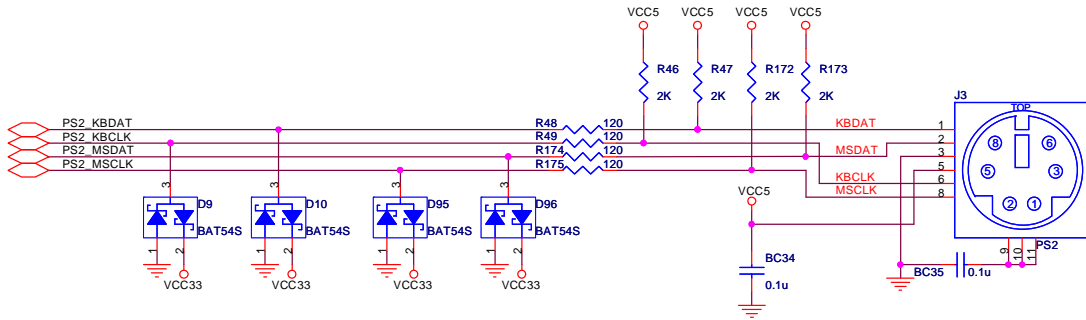 VCC5 VCC5 VCC5 VCC5
R46 R47 R172 R173
2K 2K 2K 2K
J3
TOP
PS2_KBDAT R48 120 KBDAT 1
PS2_KBCLK R49 120 2
PS2_MSDAT R174 120 MSDAT 3
PS2_MSCLK R175 120 5
KBCLK 6
MSCLK 8
8 6
5 3
2 1
3 3 3 3
VCC5
D9 D10 D95 D96
BAT54S BAT54S BAT54S BAT54S
1 2 1 2 1 2 1 2
VCC33 VCC33 VCC33 VCC33
BC34
0.1u
9 10 11 PS2
BC35 0.1u